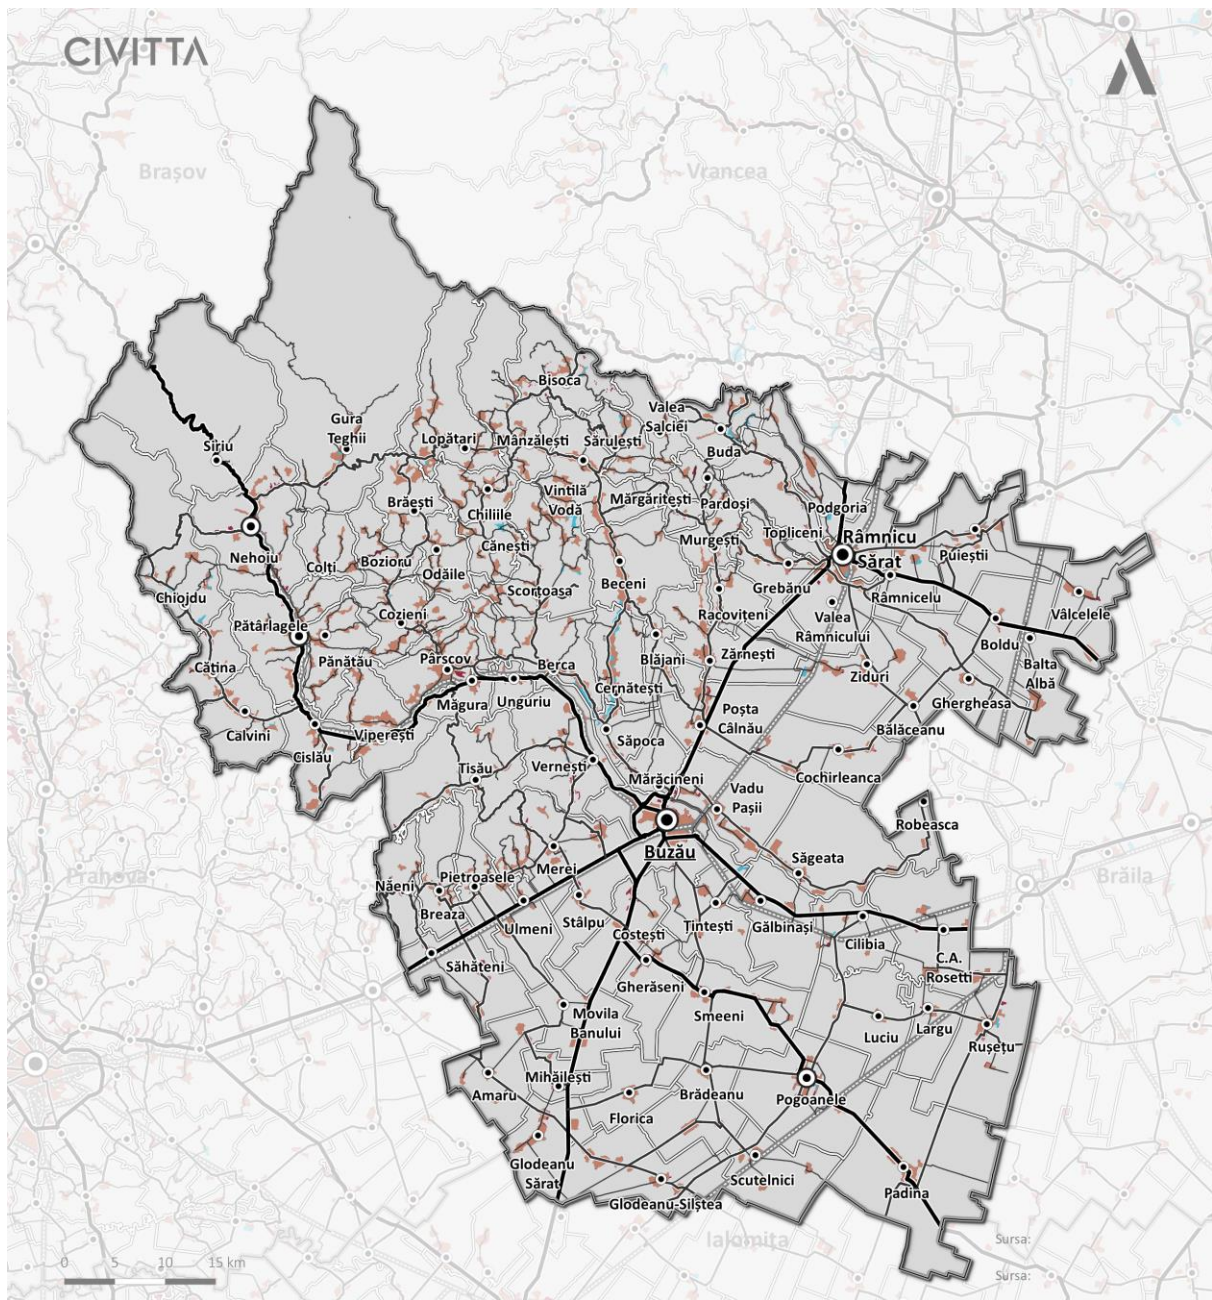 CIVITTA
Brașov
Vrancea
Bisoca
Valea
Salciei
Gura
Teghii
Siriu
Lopătari
Mânzălești
Sărulești
Buda
Brăești
Chiliile
Vintilă
Vodă
Mărgăritești
Pardoși
Podgoria
Topliceni
Râmnicu
Sărat
Puieștii
Murgești
Cănești
Nehoiu
Colți
Bozioru
Odăile
Scorțoasa
Beceni
Grebănu
Râmnicelu
Chiojdu
Vâlcelele
Pătârlagele
Cozieni
Racovițeni
Valea
Râmnicului
Boldu
Balta
Albă
Cătina
Pănătău
Pârscov
Berca
Blăjani
Zărnești
Ziduri
Măgura
Unguriu
Cernătești
Ghergheasa
Poșta
Câlnău
Calvini
Viperești
Săpoca
Bălăceanu
Cislău
Tisău
Vernești
Mărăcineni
Cochirleanca
Vadu
Pașii
Robeasca
Buzău
Săgeata
Prahova
Brăila
Merei
Năeni
Pietroasele
Breaza
Ulmeni
Stâlpu
Costești
Țintești
Gălbinași
Cilibia
C.A.
Rosetti
Săhăteni
Gherăseni
Smeeni
Movila
Banului
Luciu
Largu
Rușețu
Mihăilești
Amaru
Brădeanu
Pogoanele
Florica
Glodeanu
Sărat
Scutelnici
Padina
Glodeanu-Siliștea
Ialomița
Sursa:
0 5 10 15 km
Sursa: